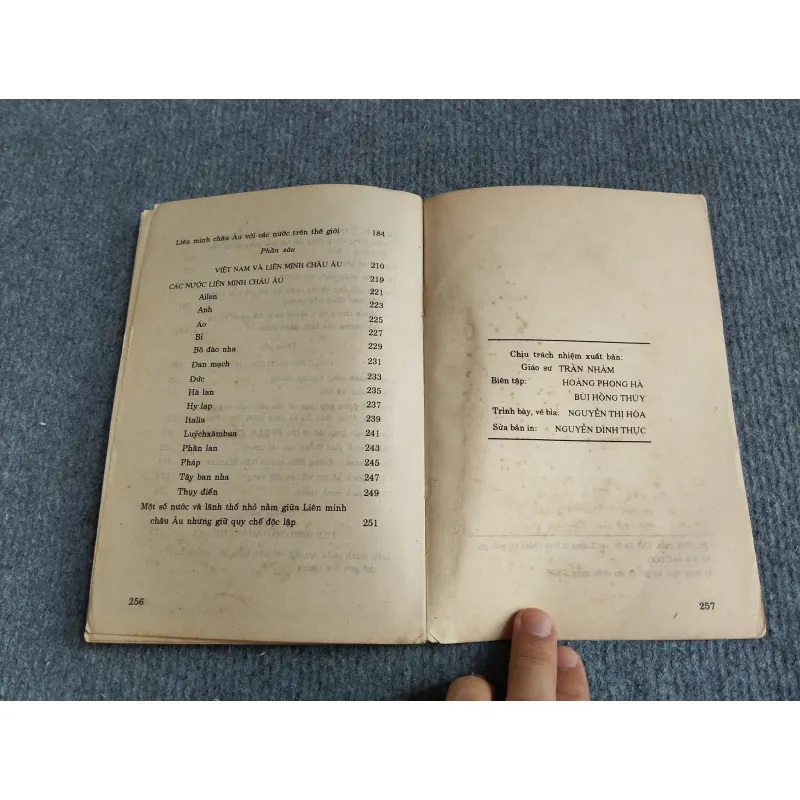 Liên minh châu Âu với các nước trên thế giới 184
Phần sáu
VIỆT NAM VÀ LIÊN MINH CHÂU ÂU 210
CÁC NƯỚC LIÊN MINH CHÂU ÂU 219
Ailen 221
Anh 223
Áo 225
Bỉ 227
Bồ đào nha 229
Đan mạch 231
Đức 233
Hà lan 235
Hy lạp 237
Italia 239
Luýchxămbua 241
Phần lan 243
Pháp 245
Tây ban nha 247
Thụy điển 249
Một số nước và lãnh thổ nhỏ nằm giữa Liên minh
châu Âu nhưng giữ quy chế độc lập 251
256
Chịu trách nhiệm xuất bản:
Giáo sư TRẦN NHÂM
Biên tập: HOÀNG PHONG HÀ
BÙI HỒNG THÚY
Trình bày, vẽ bìa: NGUYỄN THỊ HÒA
Sửa bản in: NGUYỄN ĐÌNH THỰC
257